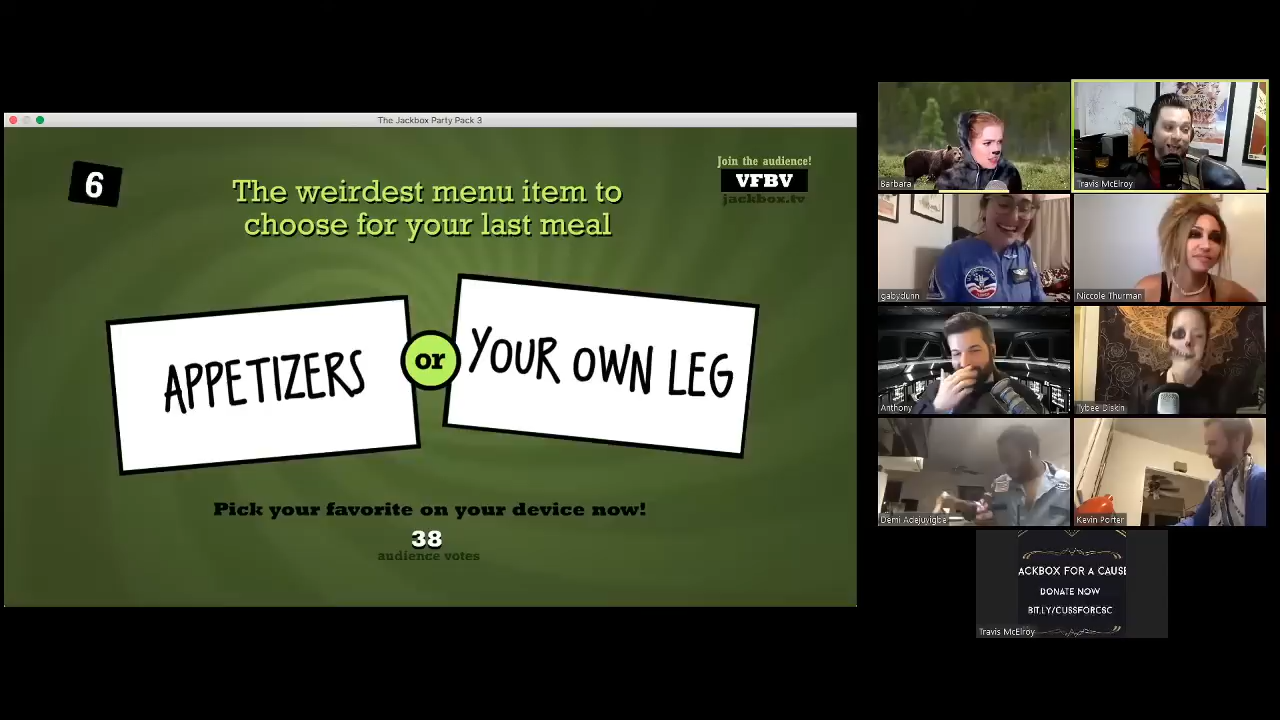 The Jackbox Party Pack 3
6
The weirdest menu item to
choose for your last meal
Join the audience!
VFBV
jackbox.tv
APPETIZERS
or
YOUR OWN LEG
Pick your favorite on your device now!
38
audience votes
Barbara
Travis McElroy
gabydunn
Niccole Thurman
Anthony
Tybee Diskin
Demi Adejuyigbe
Kevin Porter
ACKBOX FOR A CAUSE
DONATE NOW
BIT.LY/CUSSFORCSC
Travis McElroy